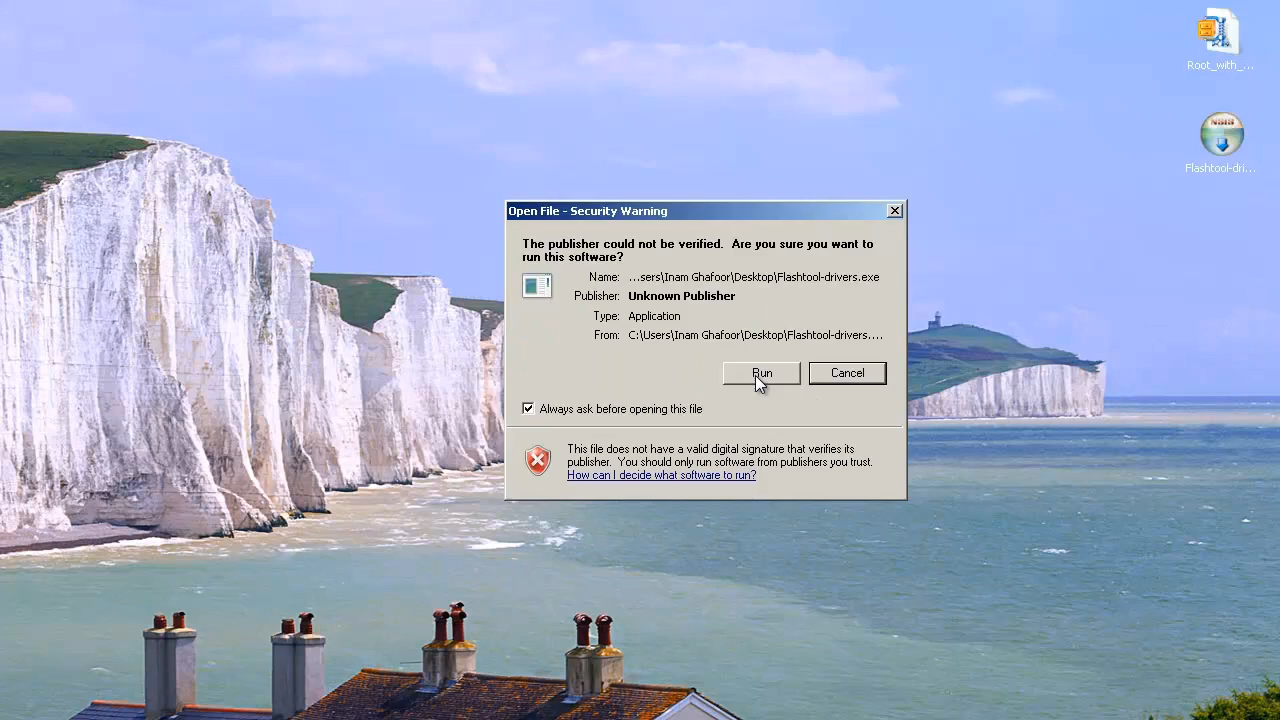 Root_with_...
NSIS
Flashtool-dri...
Open File - Security Warning
The publisher could not be verified.  Are you sure you want to
run this software?
Name: ...sers\Inam Ghafoor\Desktop\Flashtool-drivers.exe
Publisher: Unknown Publisher
Type: Application
From: C:\Users\Inam Ghafoor\Desktop\Flashtool-drivers....
Run
Cancel
Always ask before opening this file
This file does not have a valid digital signature that verifies its
publisher.  You should only run software from publishers you trust.
How can I decide what software to run?